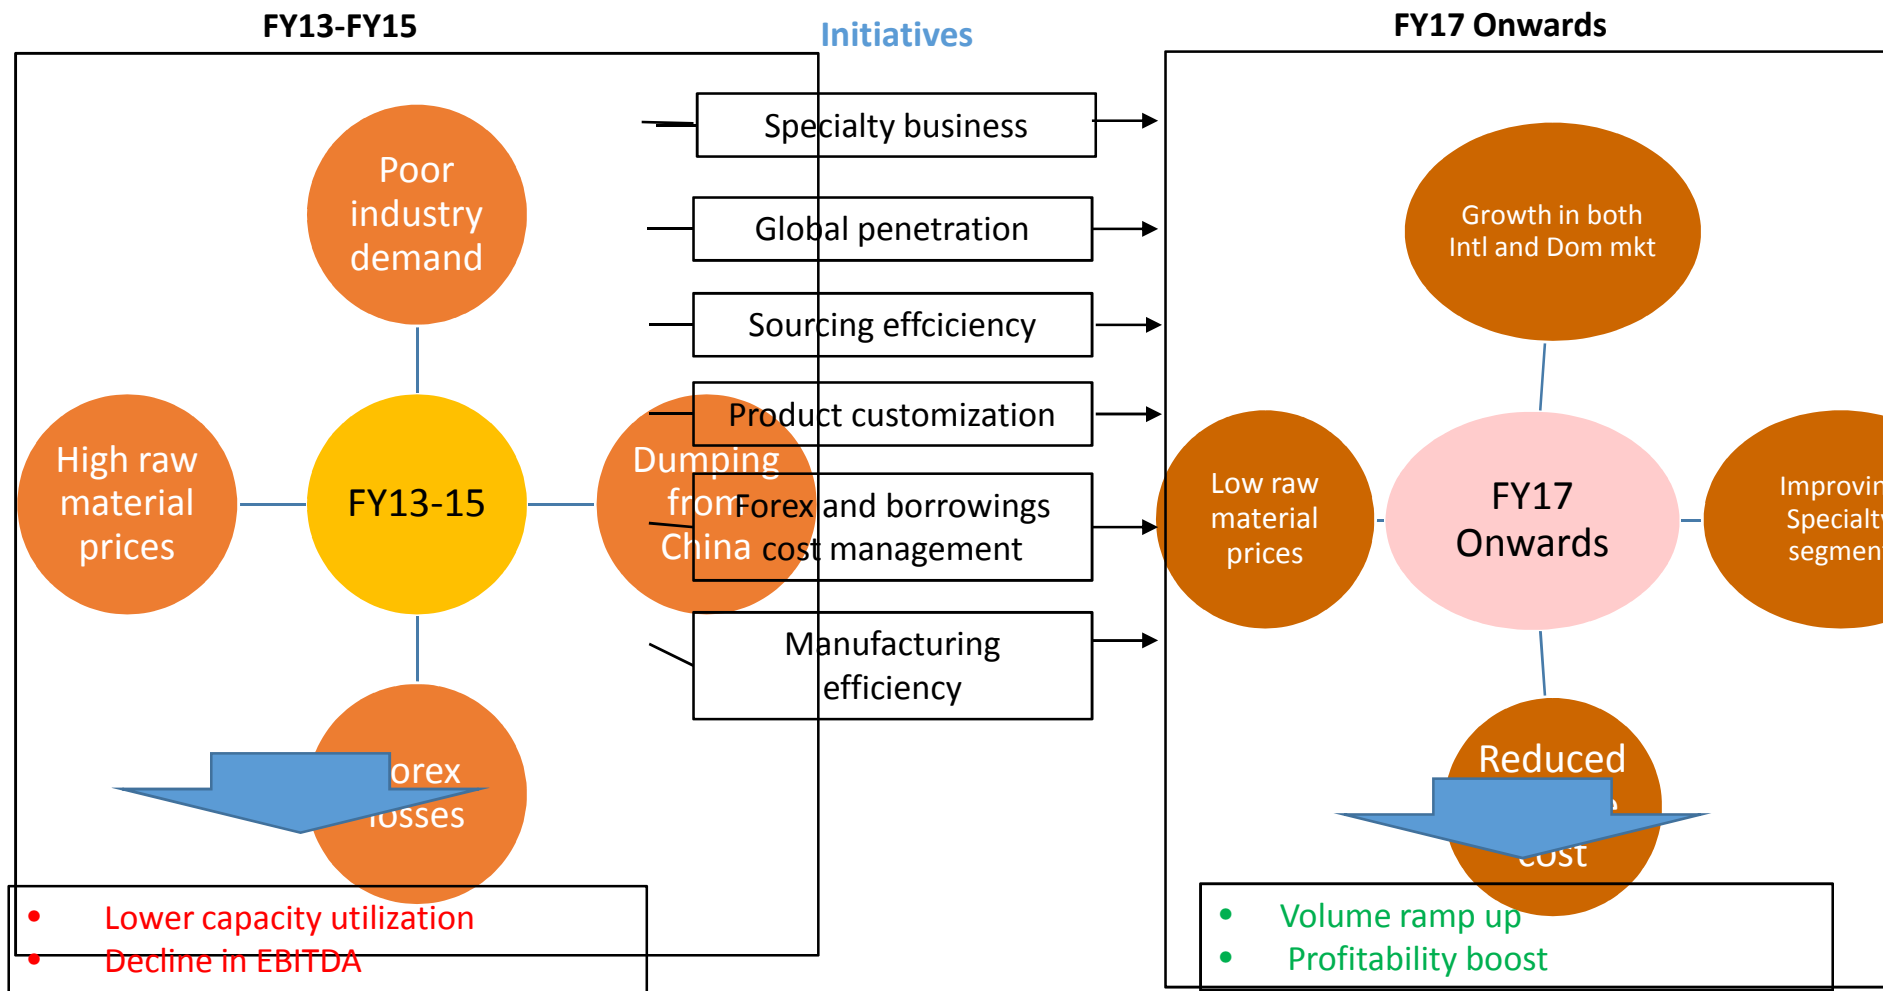 FY13-FY15
Poor
industry
demand
High raw
material
prices
FY13-15
Dumping
from
China
losses
• Lower capacity utilization
• Decline in EBITDA
Initiatives
Specialty business
Global penetration
Sourcing effciciency
Product customization
Forex and borrowings
cost management
Manufacturing
efficiency
FY17 Onwards
Growth in both
Intl and Dom mkt
Low raw
material
prices
FY17
Onwards
Reduced
cost
• Volume ramp up
• Profitability boost